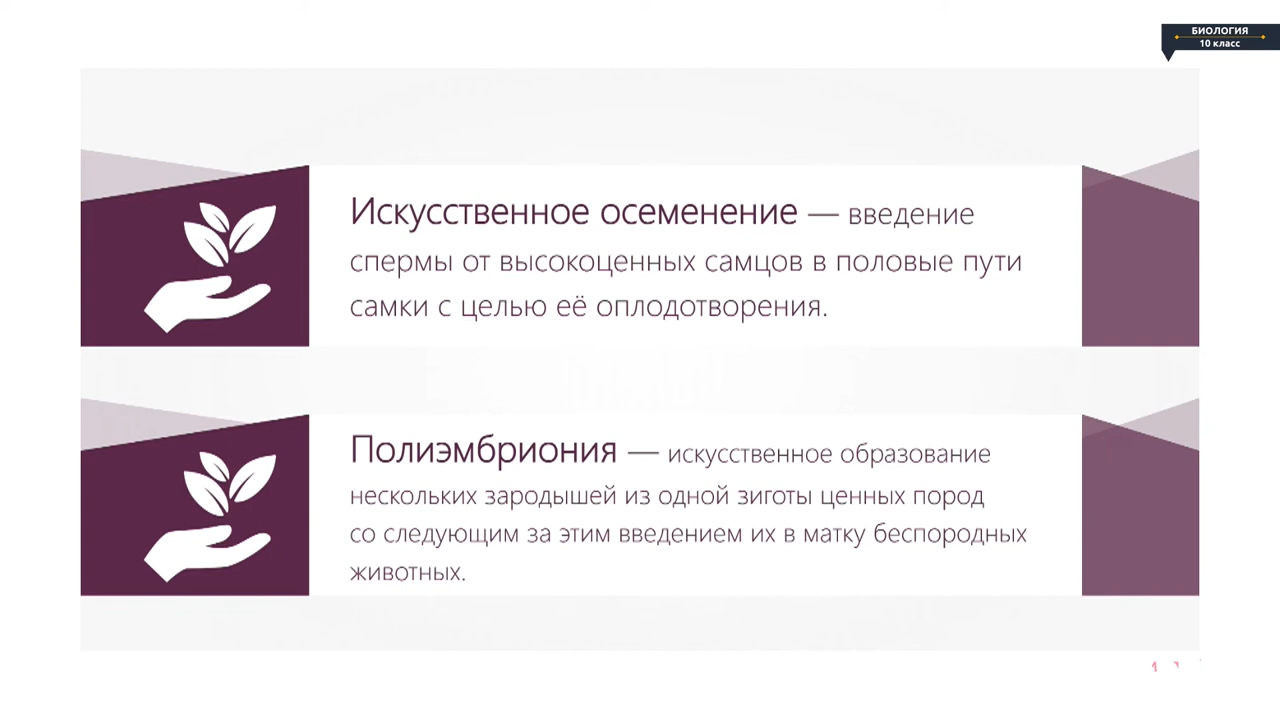 БИОЛОГИЯ
10 класс
Искусственное осеменение — введение
спермы от высокоценных самцов в половые пути
самки с целью её оплодотворения.
Полиэмбриония — искусственное образование
нескольких зародышей из одной зиготы ценных пород
со следующим за этим введением их в матку беспородных
животных.